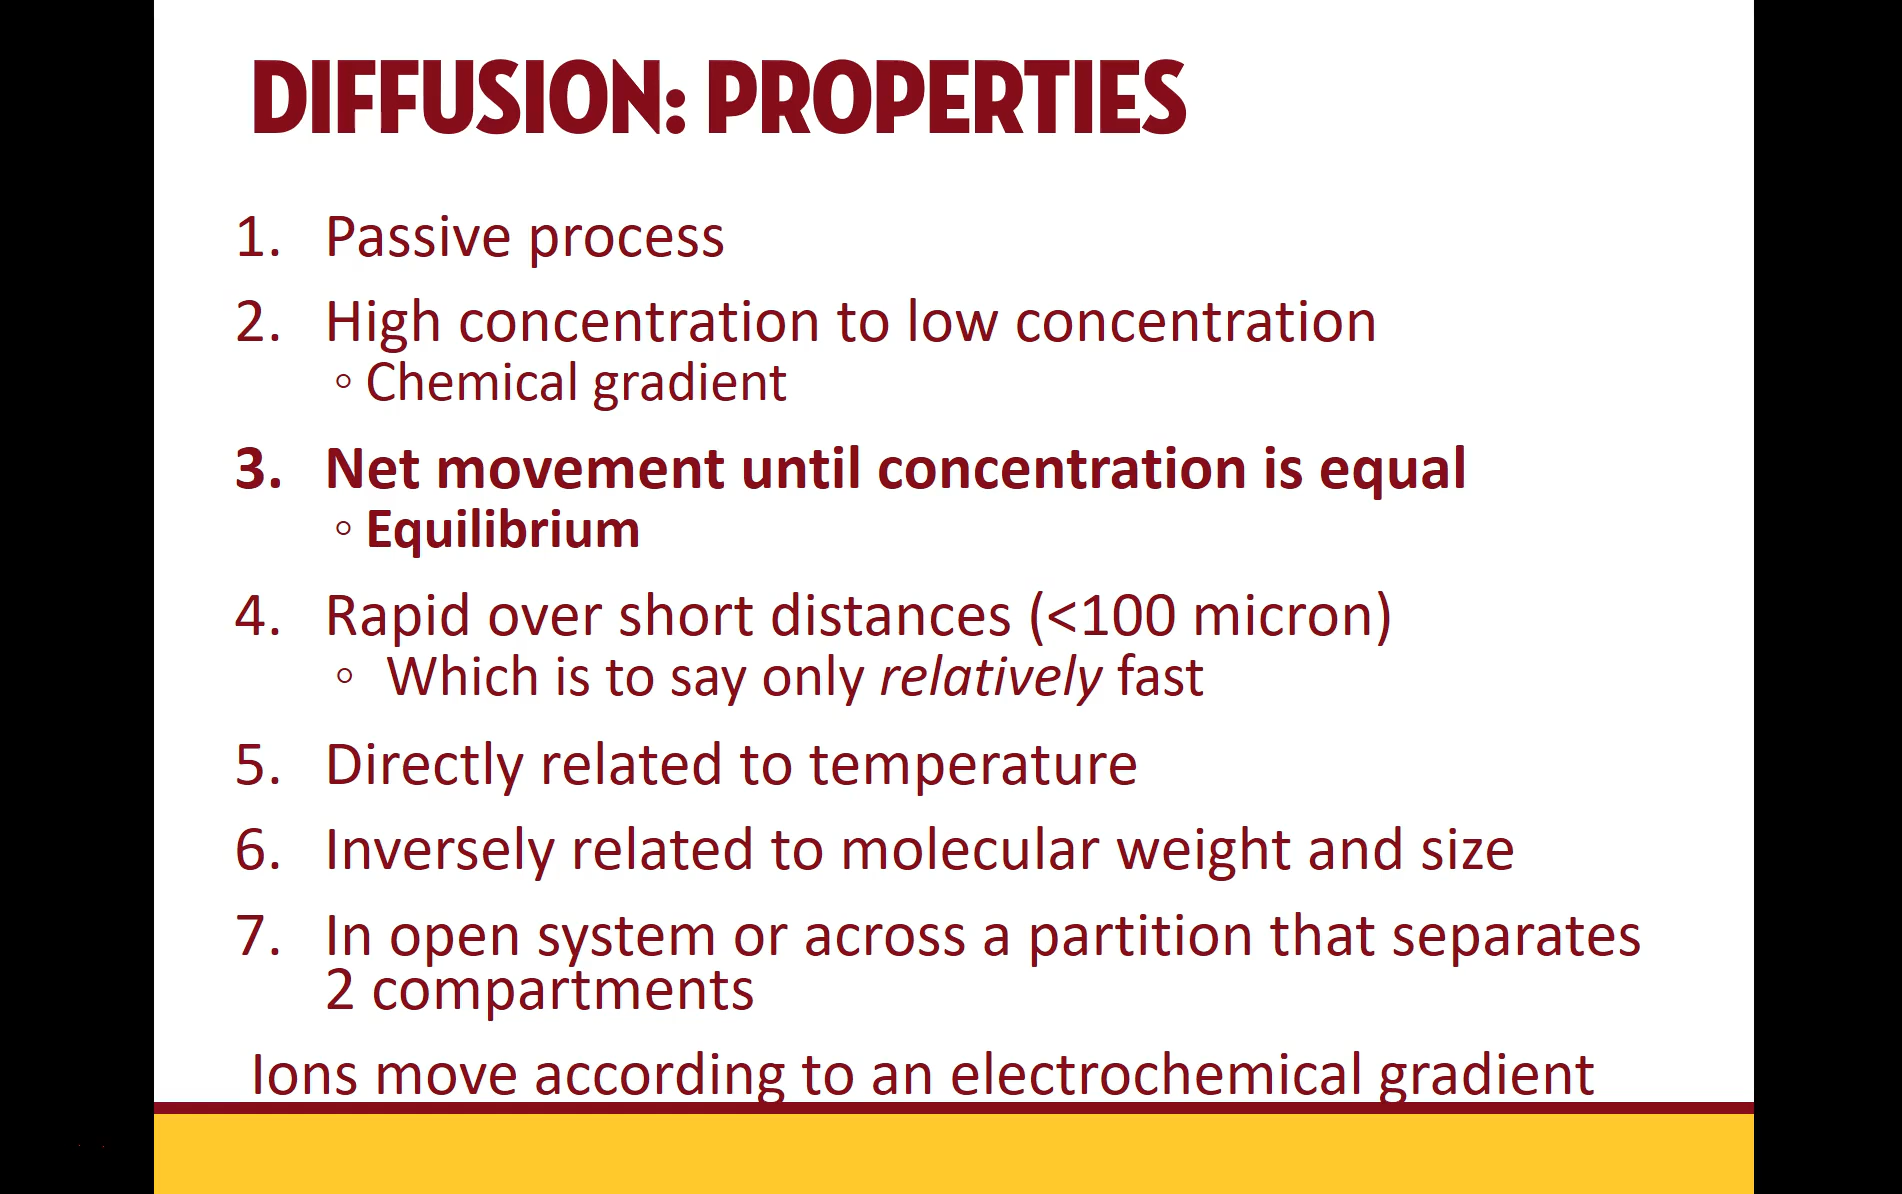 DIFFUSION: PROPERTIES
1. Passive process
2. High concentration to low concentration
◦ Chemical gradient
3. Net movement until concentration is equal
◦ Equilibrium
4. Rapid over short distances (<100 micron)
◦ Which is to say only relatively fast
5. Directly related to temperature
6. Inversely related to molecular weight and size
7. In open system or across a partition that separates
2 compartments
Ions move according to an electrochemical gradient